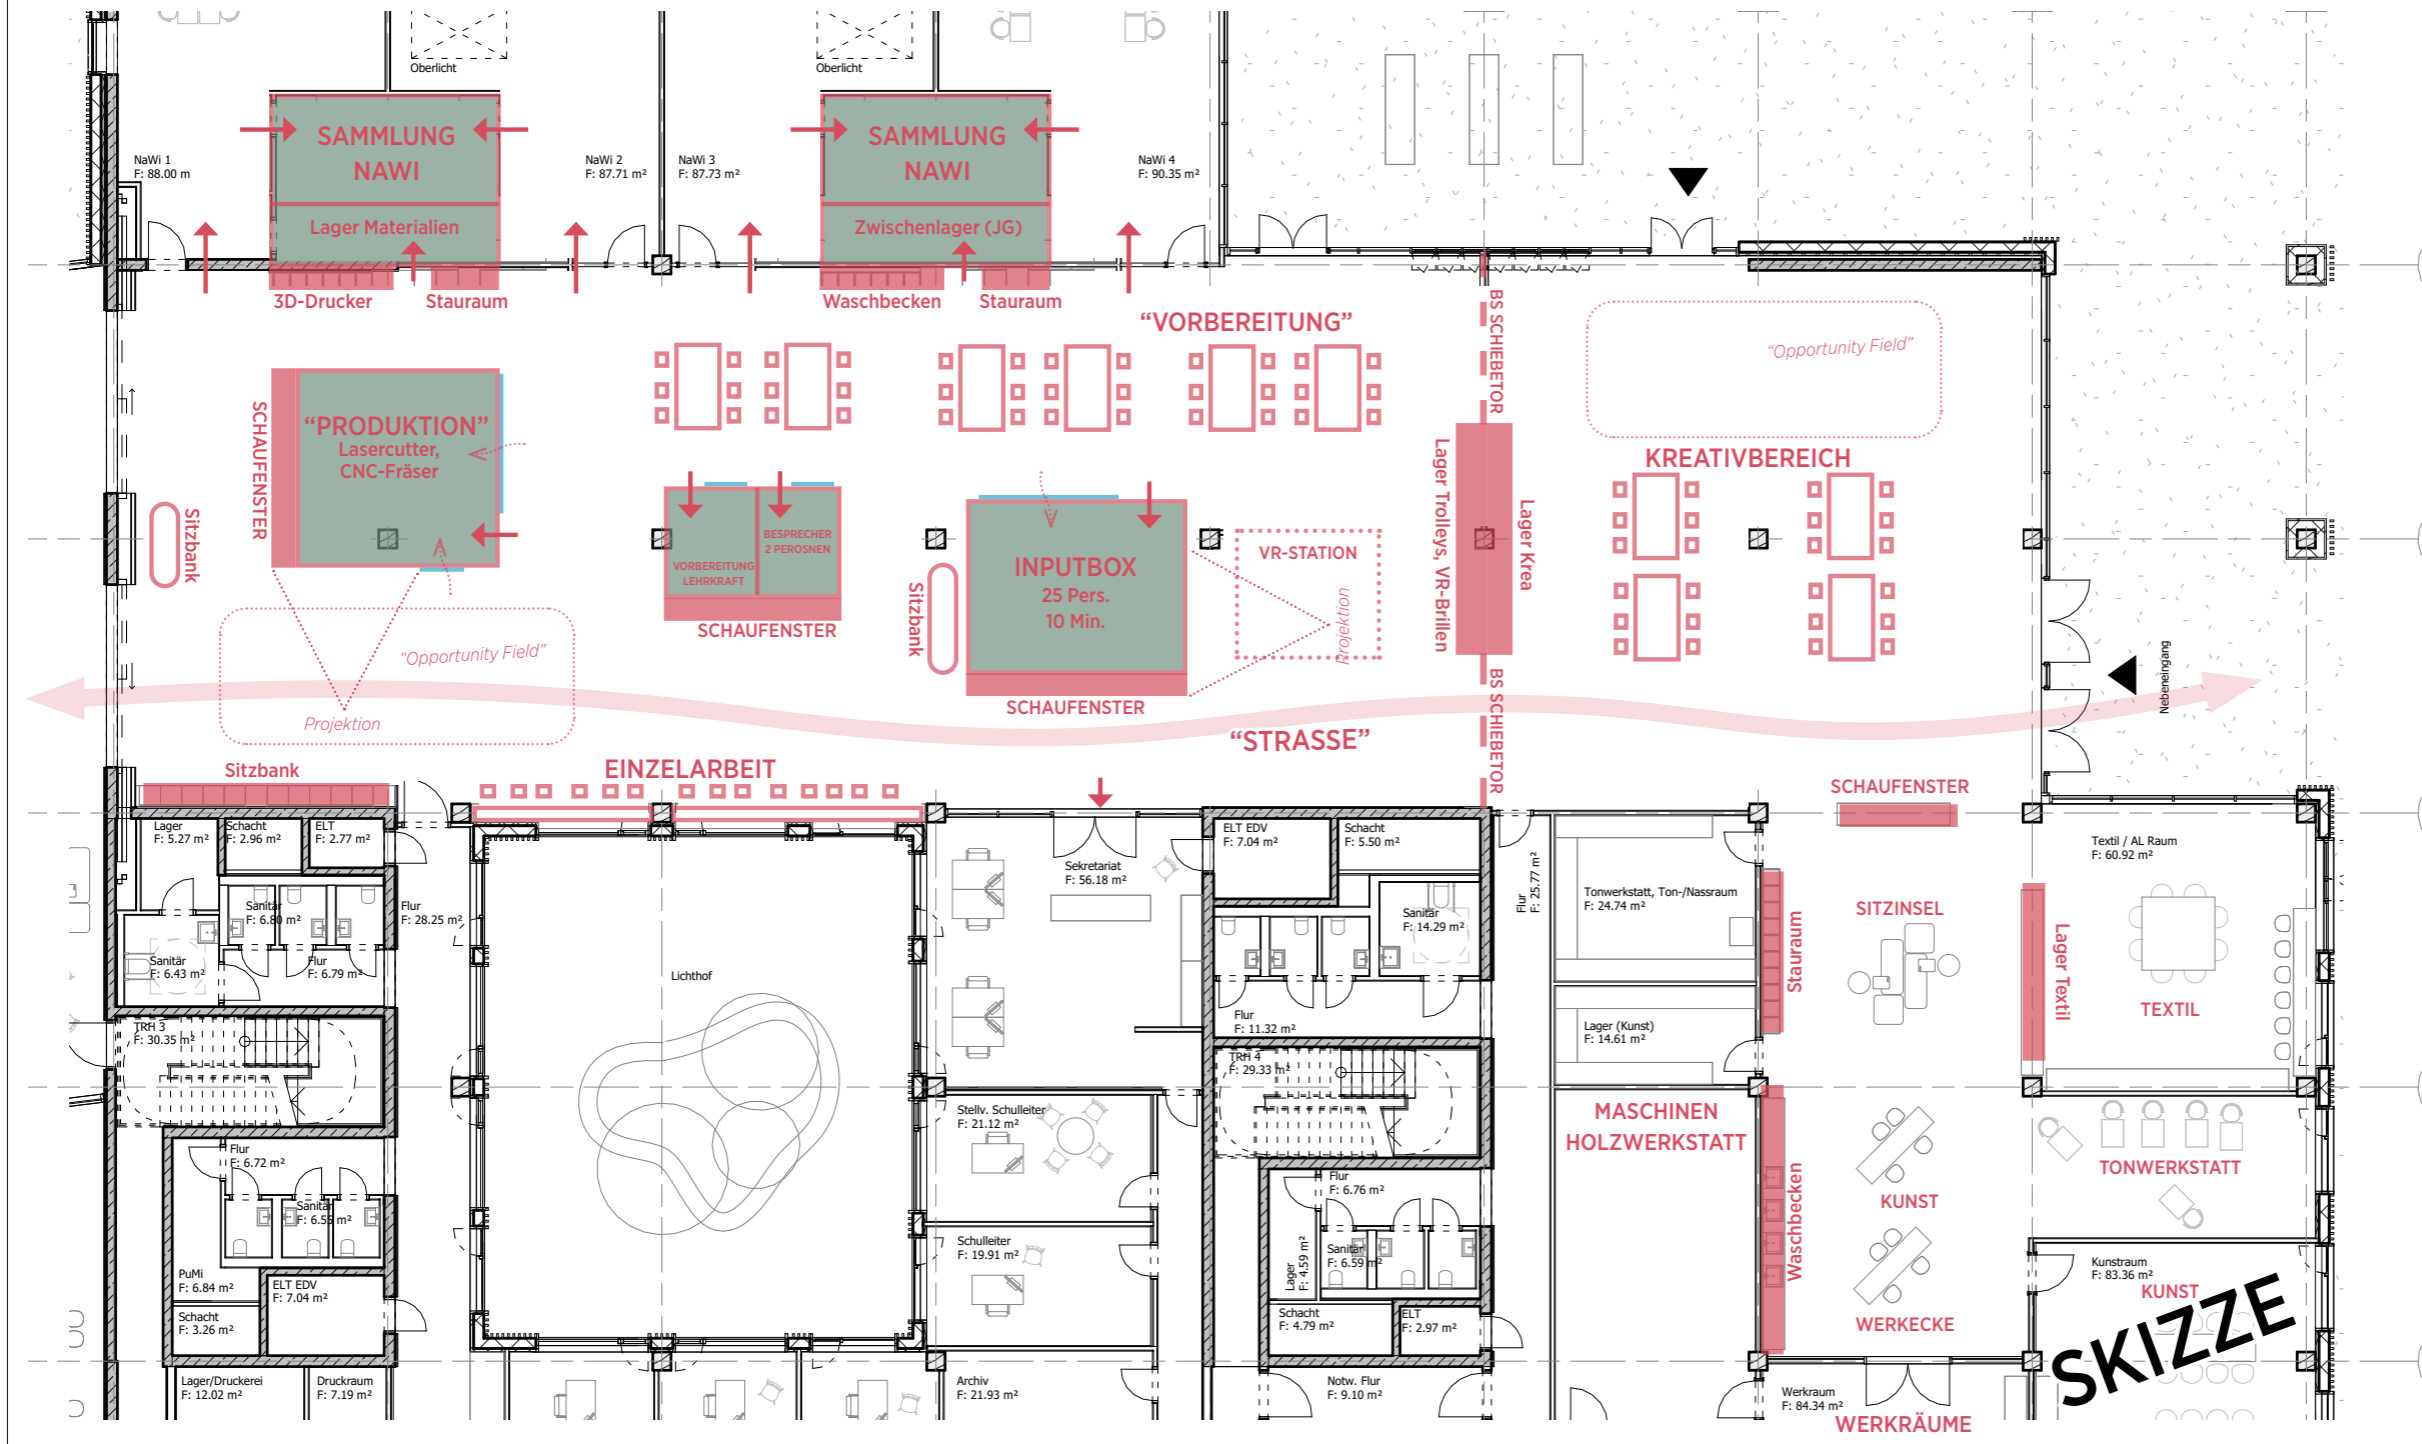 Oberlicht
Oberlicht
SAMMLUNG
NAWI
SAMMLUNG
NAWI
NaWi 1
F: 88.00 m
NaWi 2
F: 87.71 m²
NaWi 3
F: 87.73 m²
NaWi 4
F: 90.35 m²
Lager Materialien
Zwischenlager (JG)
3D-Drucker
Stauraum
Waschbecken
Stauraum
“VORBEREITUNG”
BS SCHIEBETOR
“Opportunity Field”
SCHAUFENSTER
“PRODUKTION”
Lasercutter,
CNC-Fräser
Sitzbank
VORBEREITUNG
LEHRKRAFT
BESPRECHER
2 PEROSNEN
SCHAUFENSTER
Sitzbank
INPUTBOX
25 Pers.
10 Min.
SCHAUFENSTER
VR-STATION
Projektion
Lager Trolleys, VR-Brillen
Lager Krea
KREATIVBEREICH
“Opportunity Field”
Projektion
BS SCHIEBETOR
Nebeneingang
“STRASSE”
Sitzbank
EINZELARBEIT
SCHAUFENSTER
Lager
F: 5.27 m²
Schacht
F: 2.96 m²
ELT
F: 2.77 m²
Sanitär
F: 6.80 m²
Flur
F: 28.25 m²
Sanitär
F: 6.43 m²
Flur
F: 6.79 m²
TRH 3
F: 30.35 m²
Flur
F: 6.72 m²
Sanitär
F: 6.55 m²
PuMi
F: 6.84 m²
ELT EDV
F: 7.04 m²
Schacht
F: 3.26 m²
Lager/Druckerei
F: 12.02 m²
Druckraum
F: 7.19 m²
Lichthof
Sekretariat
F: 56.18 m²
Stellv. Schulleiter
F: 21.12 m²
Schulleiter
F: 19.91 m²
Archiv
F: 21.93 m²
ELT EDV
F: 7.04 m²
Schacht
F: 5.50 m²
Sanitär
F: 14.29 m²
Flur
F: 11.32 m²
TRH 4
F: 29.33 m²
Flur
F: 6.76 m²
Lager
F: 4.59 m²
Sanitär
F: 6.59 m²
Schacht
F: 4.79 m²
ELT
F: 2.97 m²
Notw. Flur
F: 9.10 m²
Flur
F: 25.77 m²
Tonwerkstatt, Ton-/Nassraum
F: 24.74 m²
Lager (Kunst)
F: 14.61 m²
MASCHINEN
HOLZWERKSTATT
Stauraum
Waschbecken
SITZINSEL
Lager Textil
Textil / AL Raum
F: 60.92 m²
TEXTIL
KUNST
TONWERKSTATT
WERKECKE
Kunstraum
F: 83.36 m²
KUNST
SKIZZE
Werkraum
F: 84.34 m²
WERKRÄUME